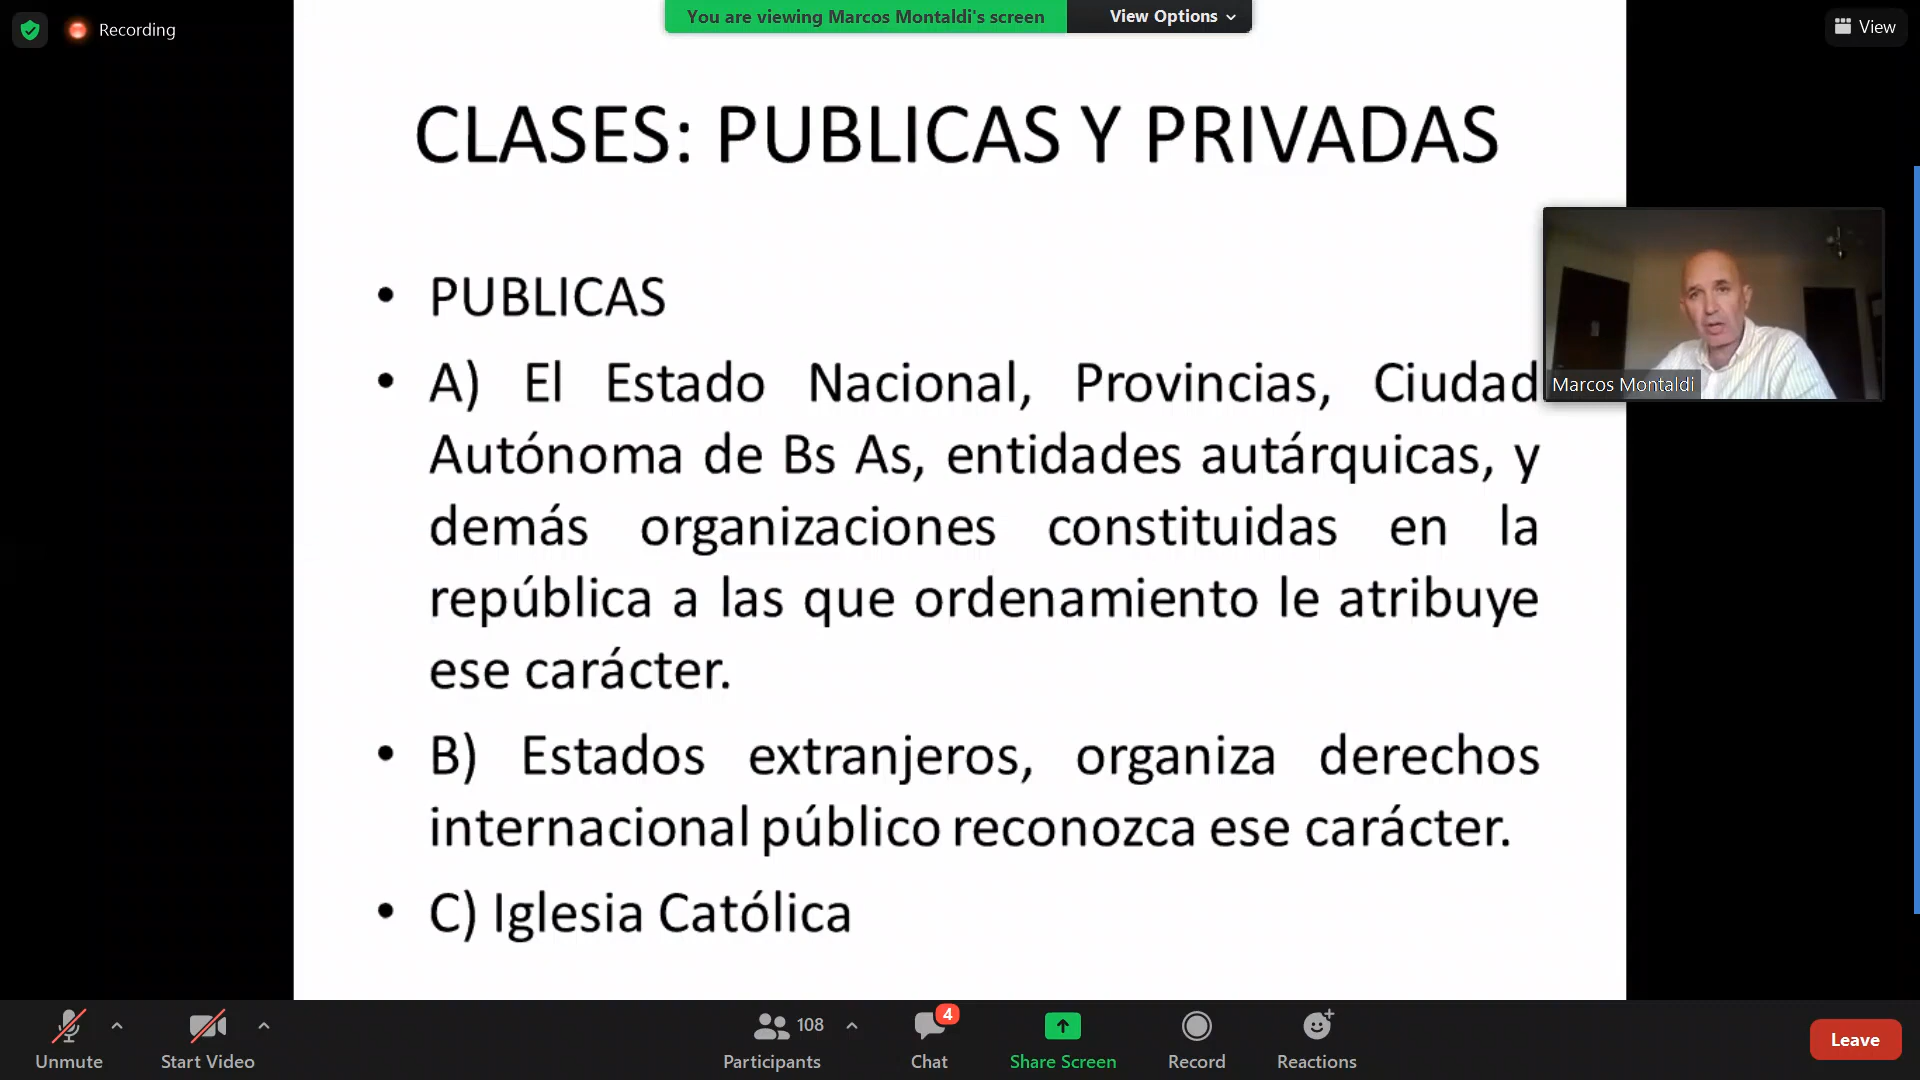 You are viewing Marcos Montaldi's screen
View Options
Recording
View
CLASES: PUBLICAS Y PRIVADAS
• PUBLICAS
• A) El Estado Nacional, Provincias, Ciudad
Autónoma de Bs As, entidades autárquicas, y
demás organizaciones constituidas en la
república a las que ordenamiento le atribuye
ese carácter.
Marcos Montaldi
• B) Estados extranjeros, organiza derechos
internacional público reconozca ese carácter.
• C) Iglesia Católica
Unmute
Start Video
108
Participants
4
Chat
Share Screen
Record
Reactions
Leave